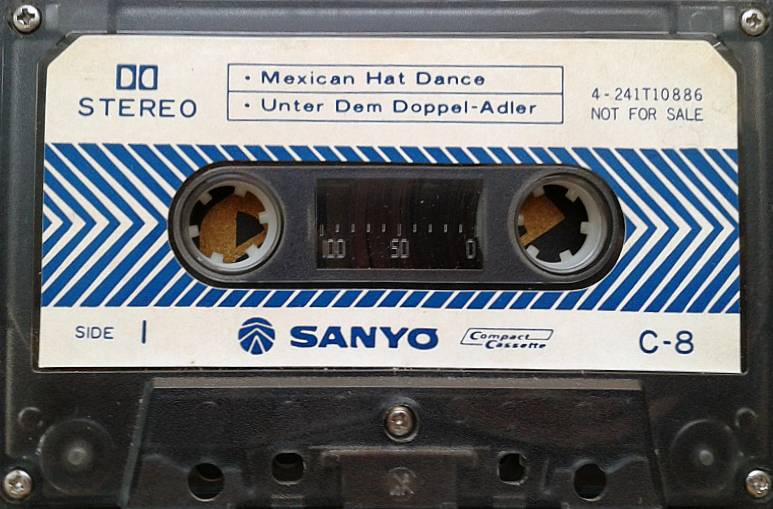 STEREO
• Mexican Hat Dance
• Unter Dem Doppel-Adler
4-241T10886
NOT FOR SALE
100 50 0
SIDE 1
SANYO
Compact
Cassette
C-8